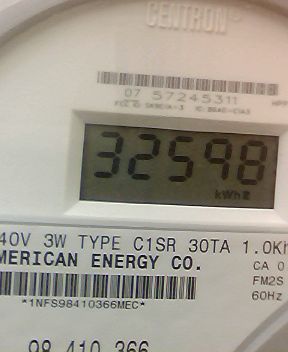 CENTRON
07 57245311
32598
kWh
40V 3W TYPE C1SR 30TA 1.0Kh
MERICAN ENERGY CO.
CA 0
FM2S
60Hz
*1NFS98410366MEC*
98 410 366